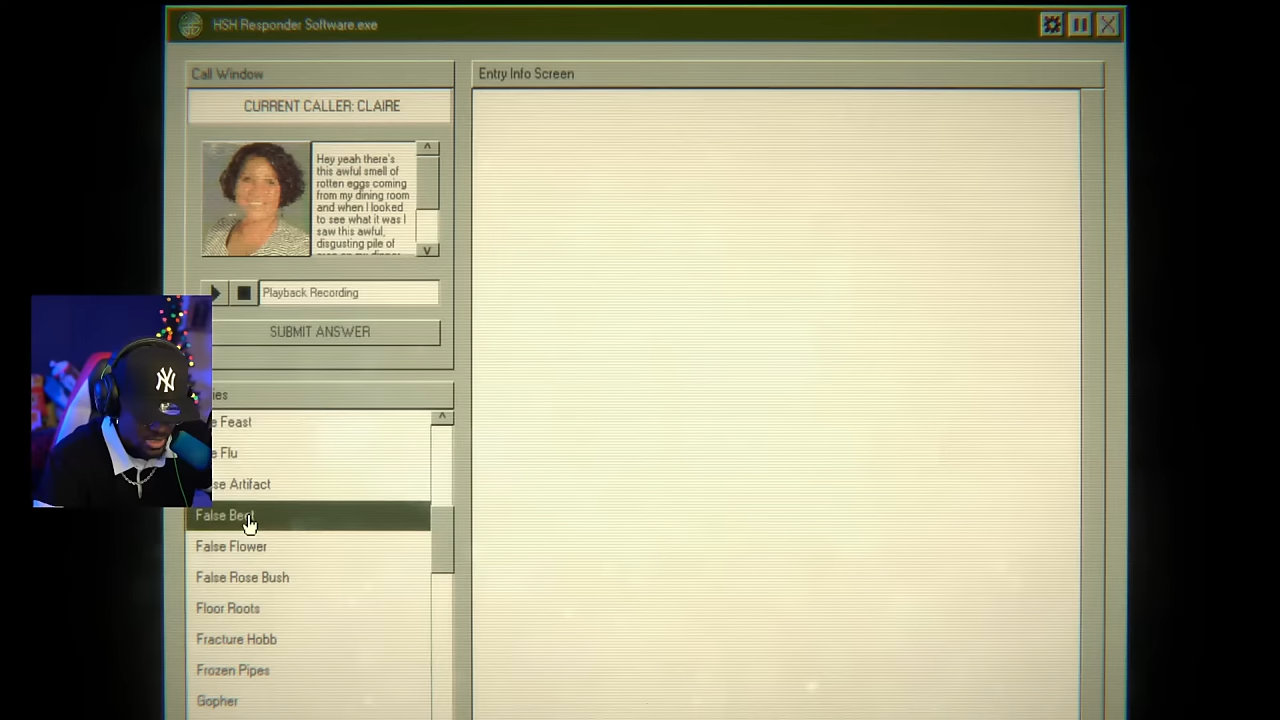 HSH Responder Software.exe
Call Window
Entry Info Screen
CURRENT CALLER: CLAIRE
Hey yeah there's
this awful smell of
rotten eggs coming
from my dining room
and when I looked
to see what it was I
saw this awful,
disgusting pile of
Playback Recording
SUBMIT ANSWER
ies
e Feast
e Flu
se Artifact
False
False Flower
False Rose Bush
Floor Roots
Fracture Hobb
Frozen Pipes
Gopher
NY